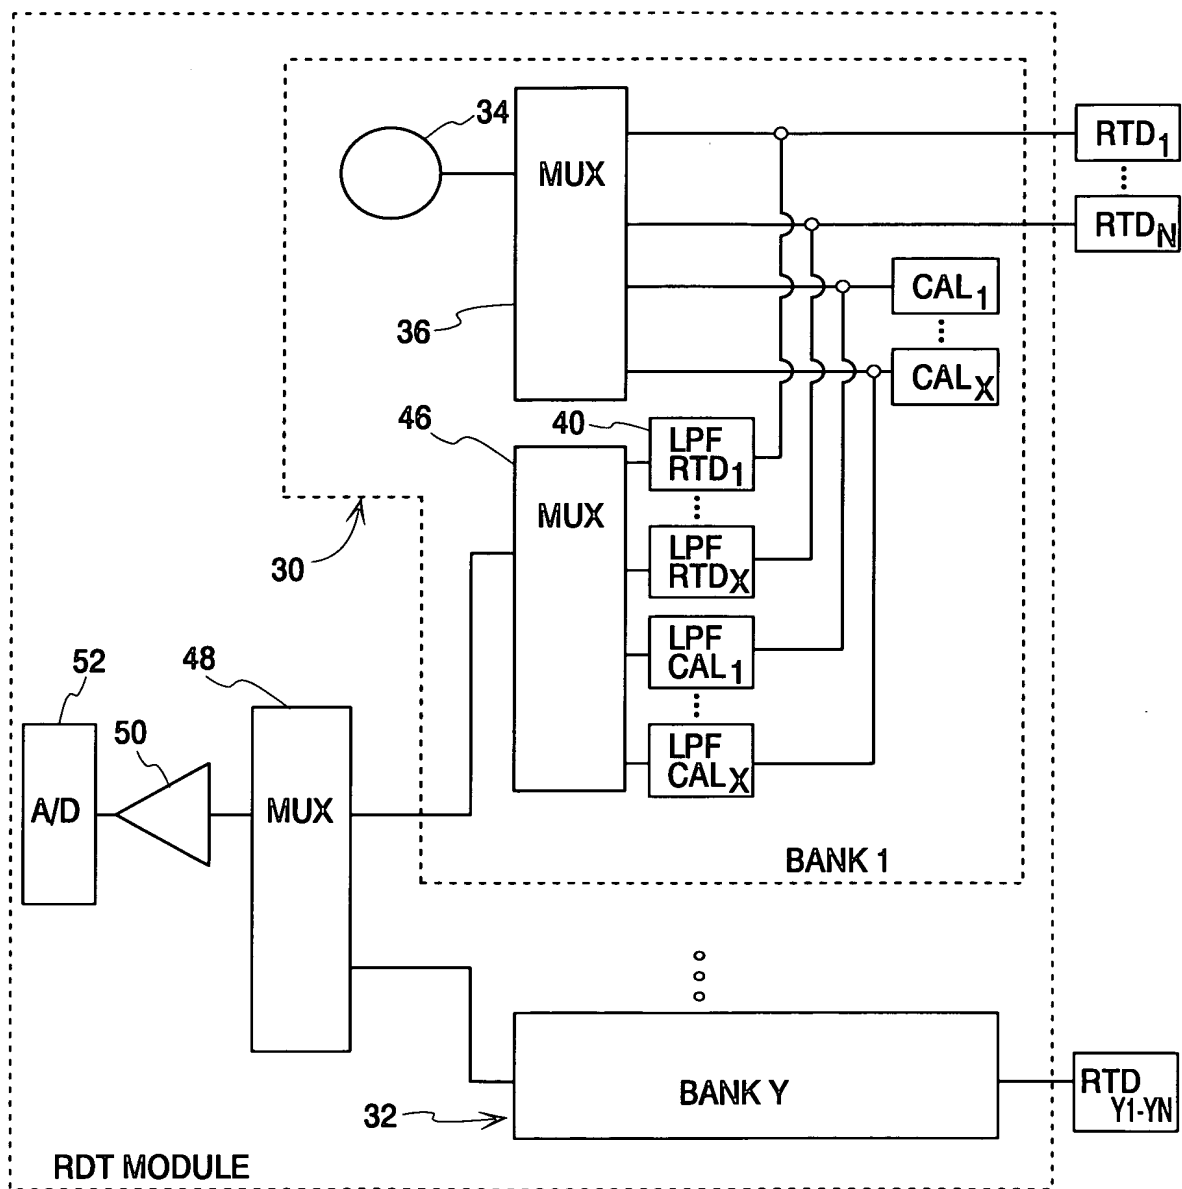 34
MUX
RTD1
RTDN
36
CAL1
CALX
46
40
LPF
RTD1
MUX
LPF
RTDX
30
LPF
CAL1
52
48
50
LPF
CALX
A/D
MUX
BANK 1
BANK Y
32
RTD
Y1-YN
RDT MODULE